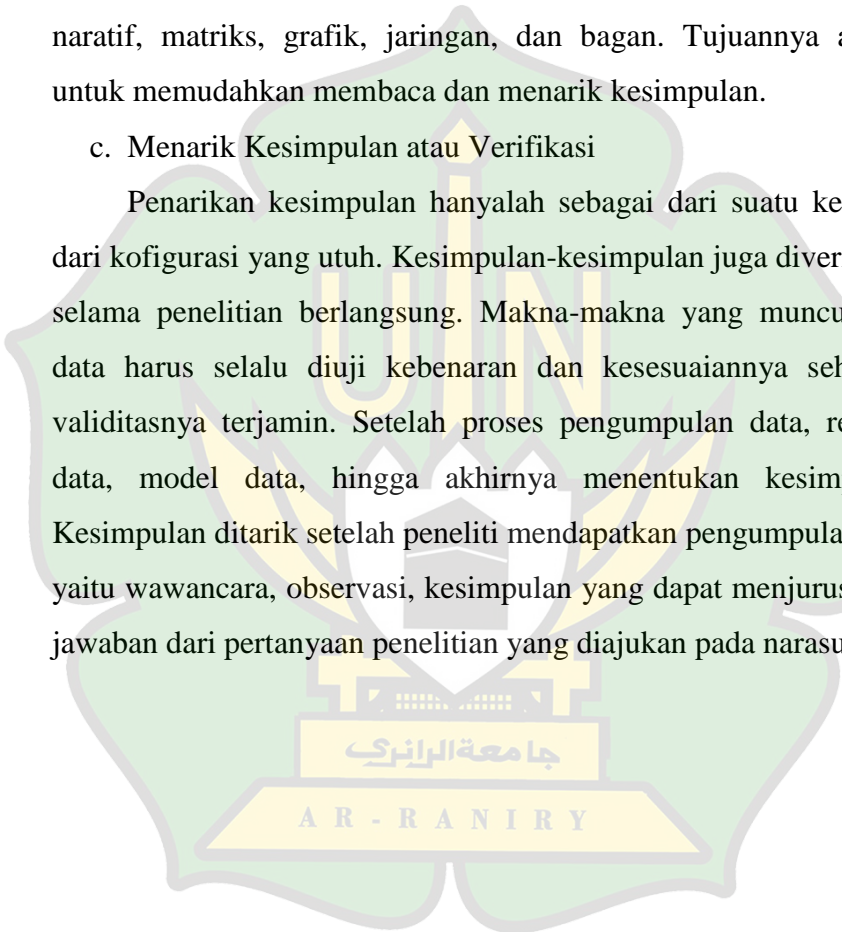 naratif, matriks, grafik, jaringan, dan bagan. Tujuannya a
untuk memudahkan membaca dan menarik kesimpulan.
c. Menarik Kesimpulan atau Verifikasi
Penarikan kesimpulan hanyalah sebagai dari suatu ke
dari kofigurasi yang utuh. Kesimpulan-kesimpulan juga diver
selama penelitian berlangsung. Makna-makna yang muncu
data harus selalu diuji kebenaran dan kesesuaiannya seh
validitasnya terjamin. Setelah proses pengumpulan data, re
data, model data, hingga akhirnya menentukan kesim
Kesimpulan ditarik setelah peneliti mendapatkan pengumpula
yaitu wawancara, observasi, kesimpulan yang dapat menjurus
jawaban dari pertanyaan penelitian yang diajukan pada narasu
UIN
جامعةالرانري
AR-RANIRY